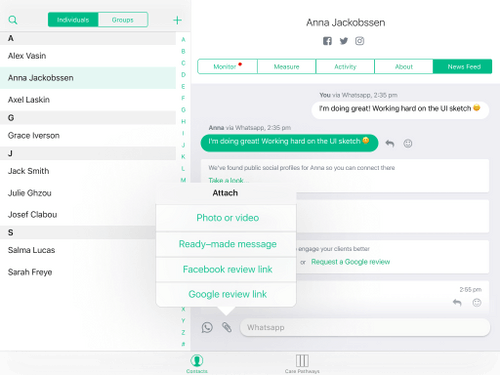 Individuals
Groups
+
A
Alex Vasin
Anna Jackobssen
Axel Laskin
G
Grace Iverson
J
Jack Smith
Julie Ghzou
Josef Clabou
S
Salma Lucas
Sarah Freye
A
B
C
D
E
F
G
H
I
J
K
L
M
X
Y
Z
#
Anna Jackobssen
Monitor
Measure
Activity
About
News Feed
You via Whatsapp, 2:35 pm
I'm doing great! Working hard on the UI sketch 😊
Anna via Whatsapp, 2:35 pm
I'm doing great! Working hard on the UI sketch 😊
We've found public social profiles for Anna so you can connect there
Take a look
engage your clients better
or Request a Google review
2:55 pm
Attach
Photo or video
Ready–made message
Facebook review link
Google review link
Whatsapp
Contacts
Care Pathways